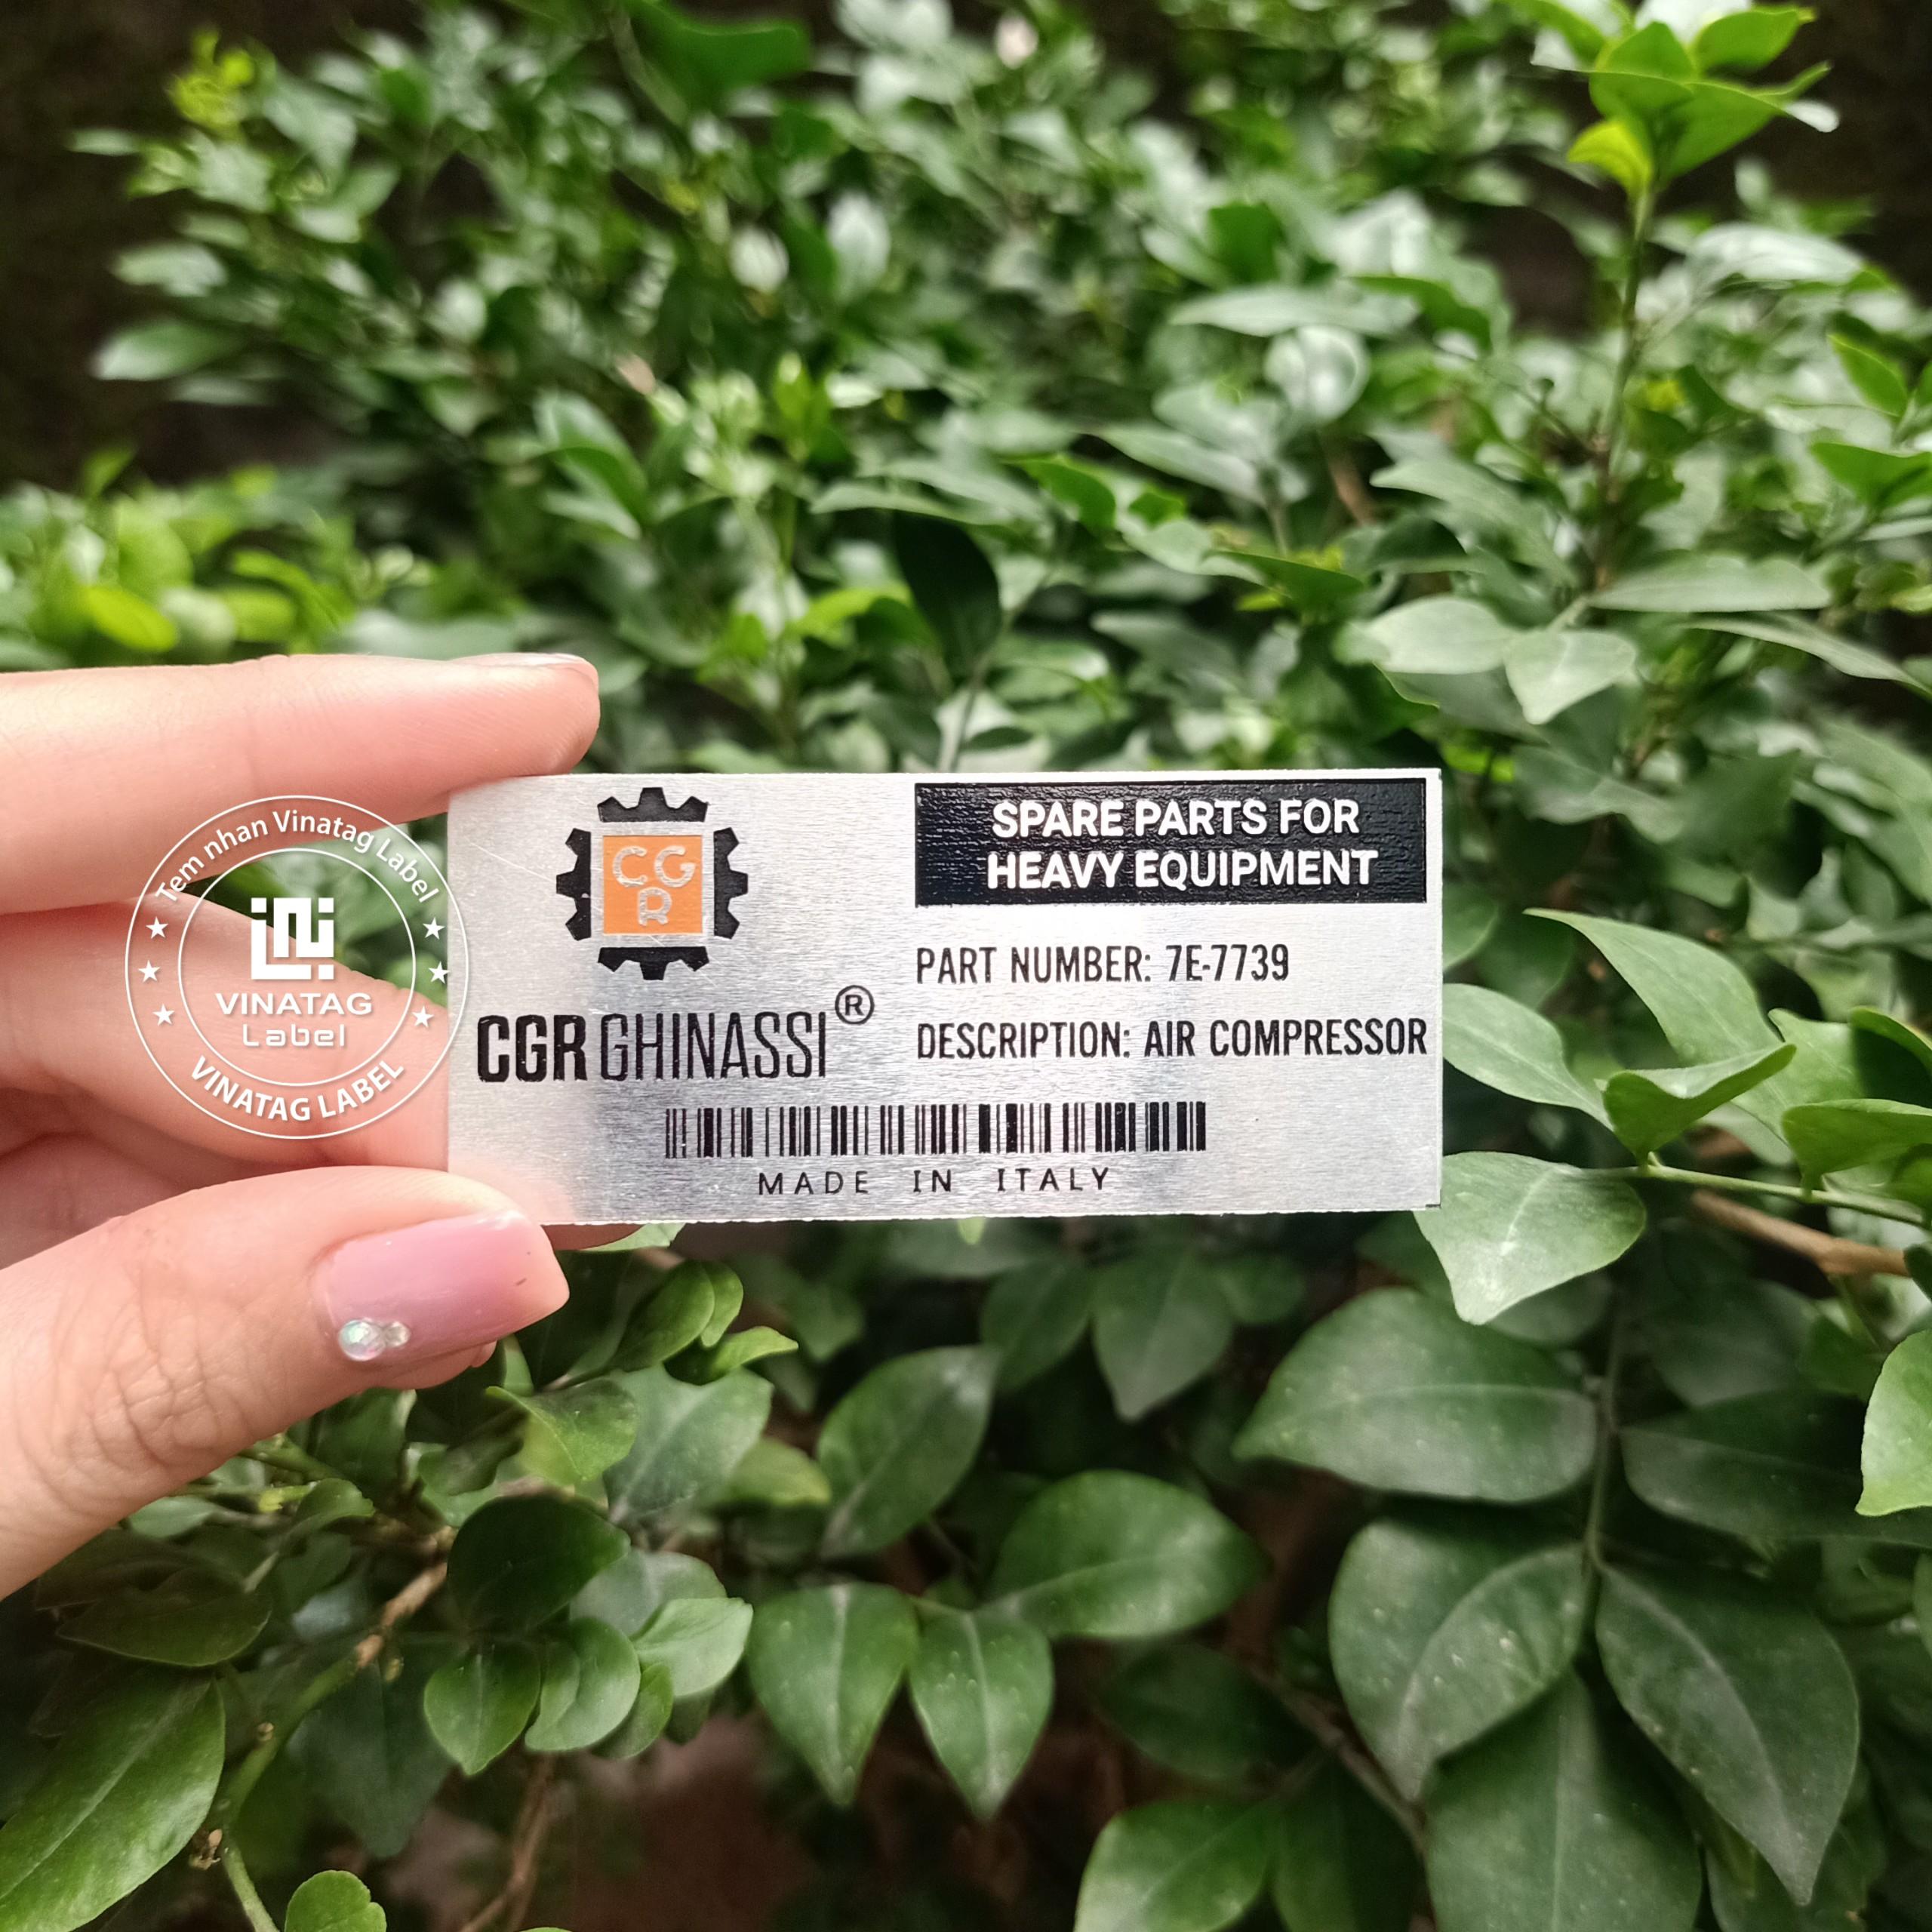 Tem nhan Vinatag Label
VINATAG
Label
VINATAG LABEL
CG
R
CGR GHINASSI®
SPARE PARTS FOR
HEAVY EQUIPMENT
PART NUMBER: 7E-7739
DESCRIPTION: AIR COMPRESSOR
MADE IN ITALY